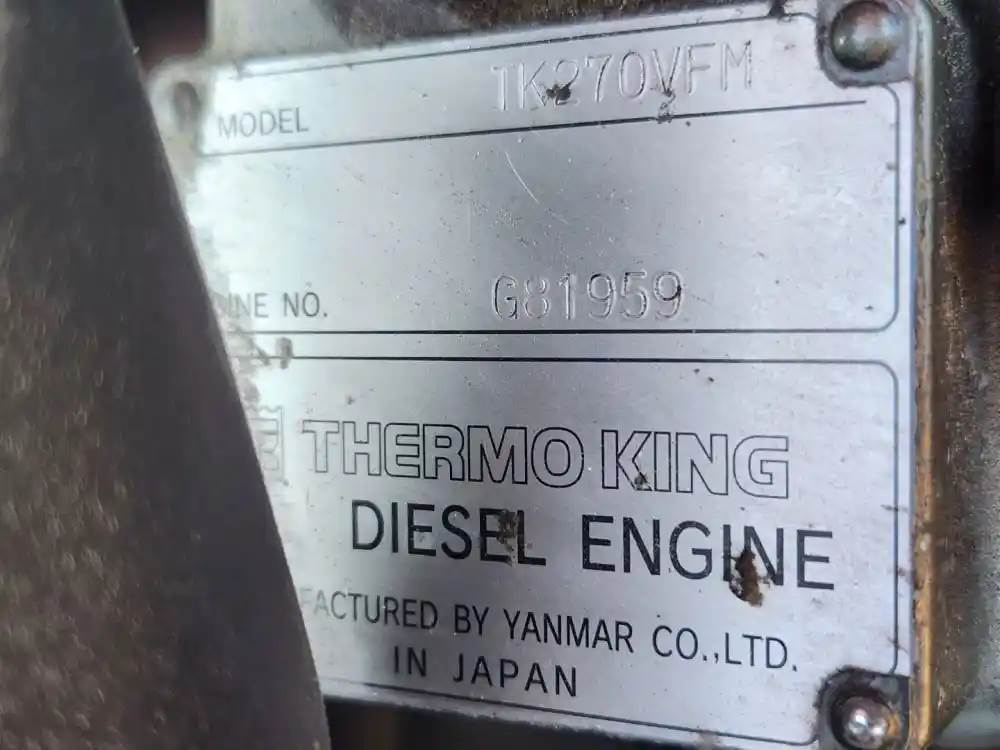 MODEL TK270VFM
INE NO. G81959
THERMO KING
DIESEL ENGINE
FACTURED BY YANMAR CO.,LTD.
IN JAPAN